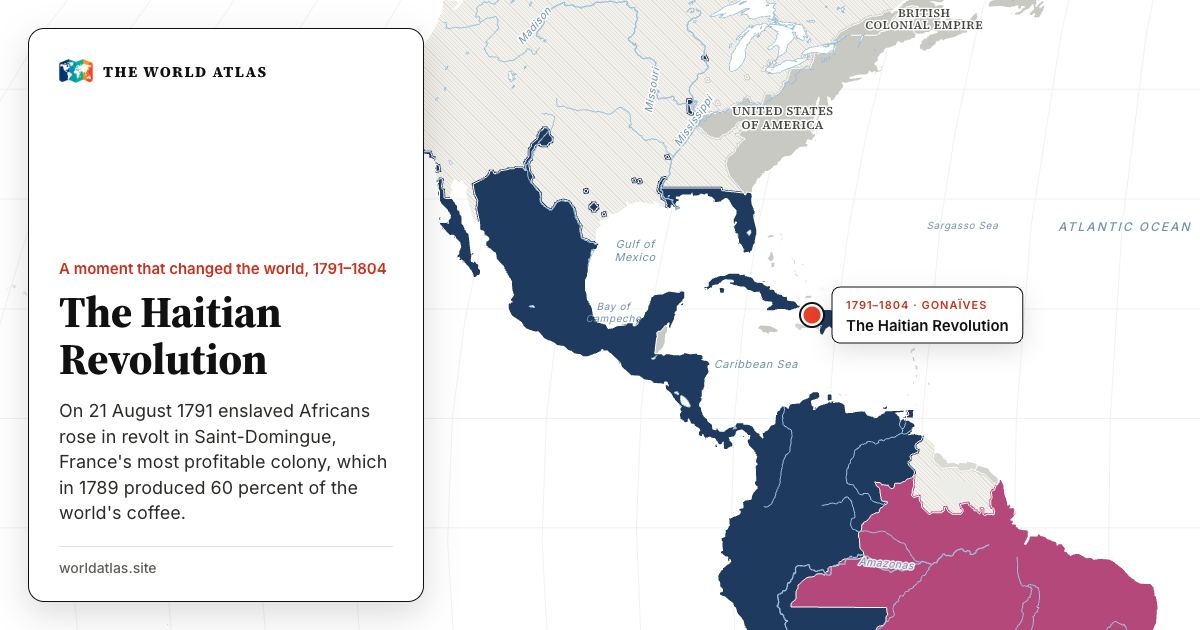 THE WORLD ATLAS
A moment that changed the world, 1791–1804
The Haitian
Revolution
On 21 August 1791 enslaved Africans
rose in revolt in Saint-Domingue,
France's most profitable colony, which
in 1789 produced 60 percent of the
world's coffee.
worldatlas.site
BRITISH
COLONIAL EMPIRE
Madison
Missouri
Mississippi
UNITED STATES
OF AMERICA
Sargasso Sea
ATLANTIC OCEAN
Gulf of
Mexico
Bay of
Campeche
1791–1804 · GONAÏVES
The Haitian Revolution
Caribbean Sea
Amazonas